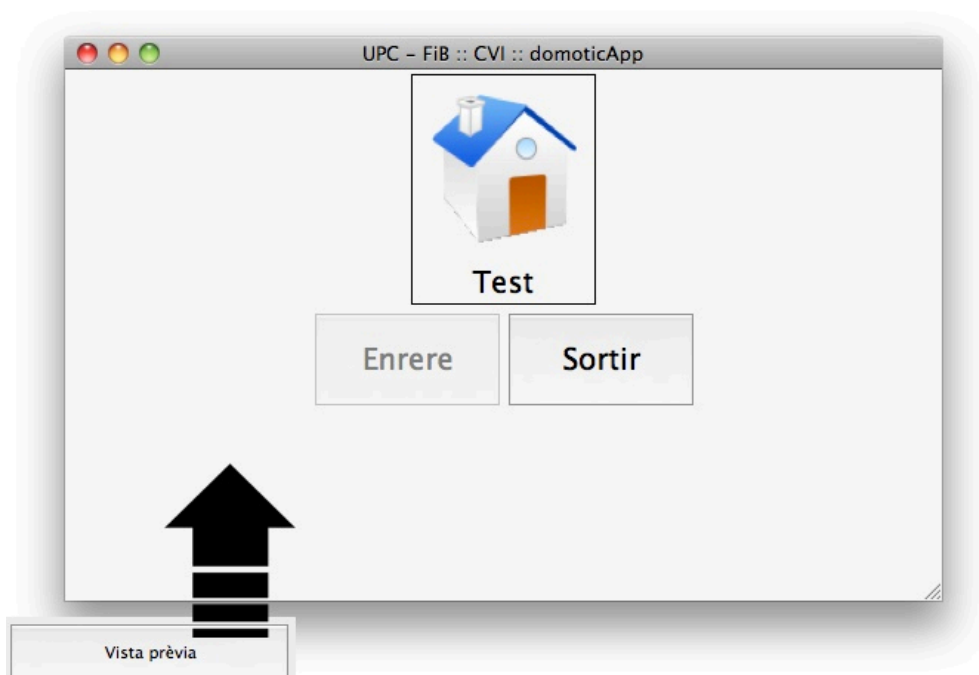 UPC – FiB :: CVI :: domoticApp
Test
Enrere
Sortir
Vista prèvia